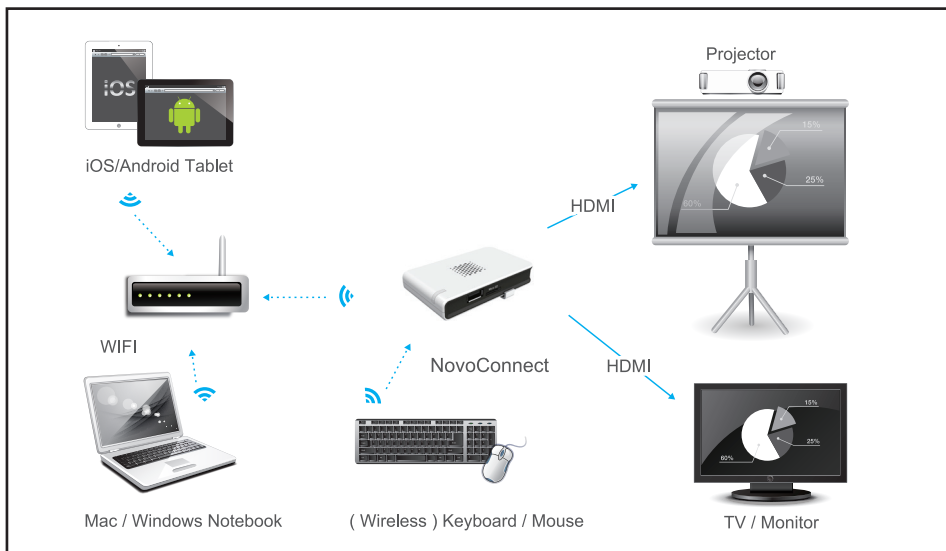 Projector
iOS
15%
25%
60%
iOS/Android Tablet
HDMI
WIFI
NovoConnect
HDMI
15%
25%
60%
Mac / Windows Notebook
( Wireless ) Keyboard / Mouse
TV / Monitor